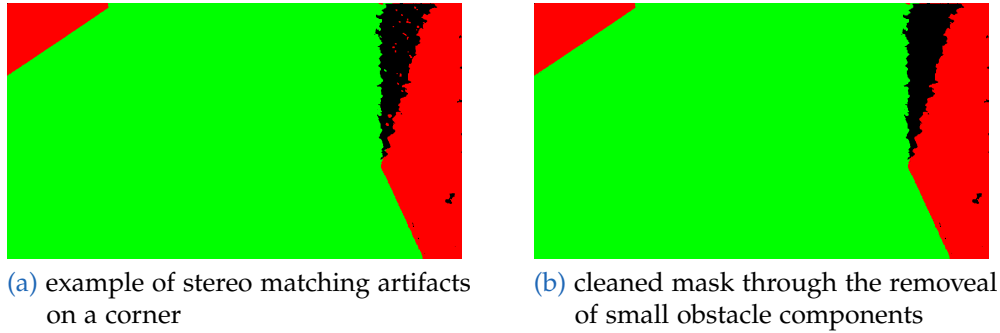 (a) example of stereo matching artifacts
on a corner
(b) cleaned mask through the removeal
of small obstacle components